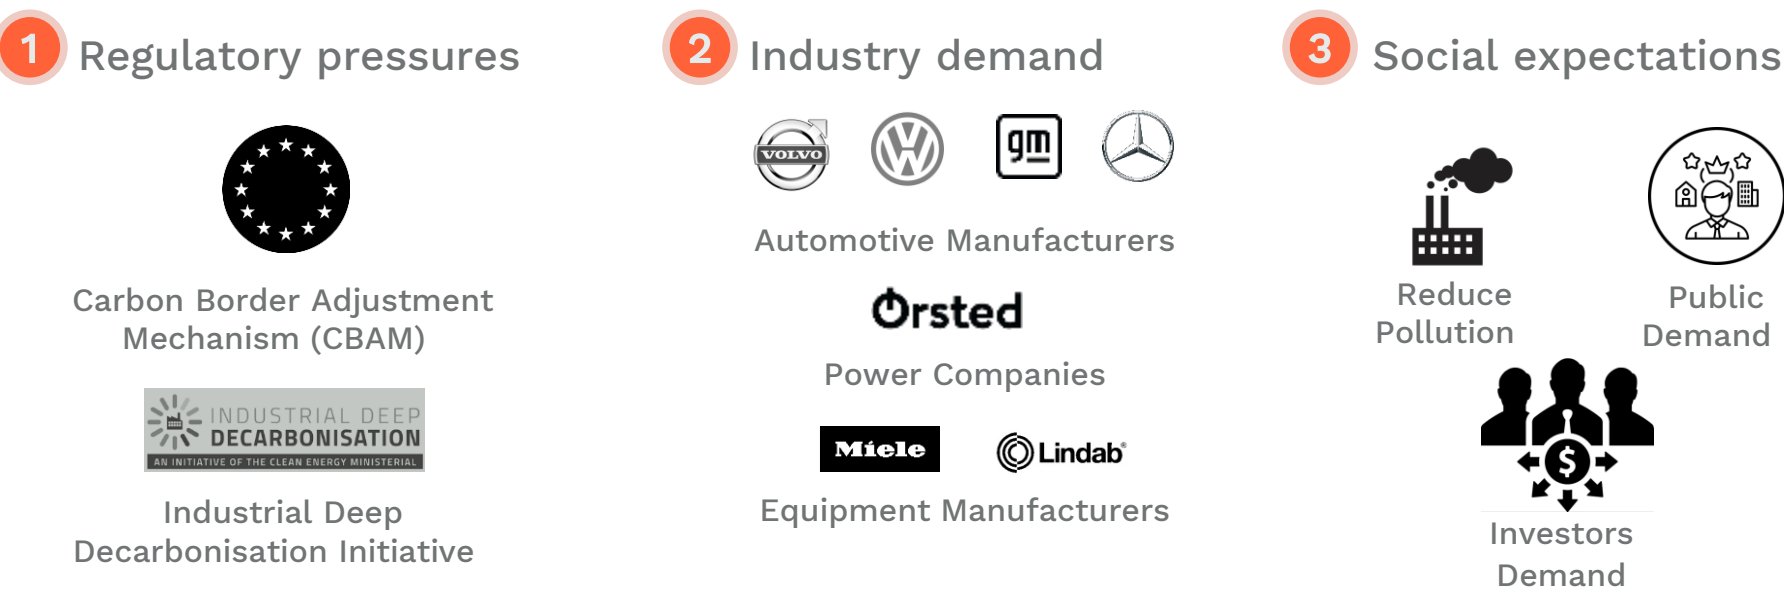 1 Regulatory pressures
Carbon Border Adjustment
Mechanism (CBAM)
INDUSTRIAL DEEP
DECARBONISATION
AN INITIATIVE OF THE CLEAN ENERGY MINISTERIAL
Industrial Deep
Decarbonisation Initiative
2 Industry demand
VOLVO
gm
Automotive Manufacturers
Ørsted
Power Companies
Miele
Lindab®
Equipment Manufacturers
3 Social expectations
Reduce
Pollution
Public
Demand
$
Investors
Demand